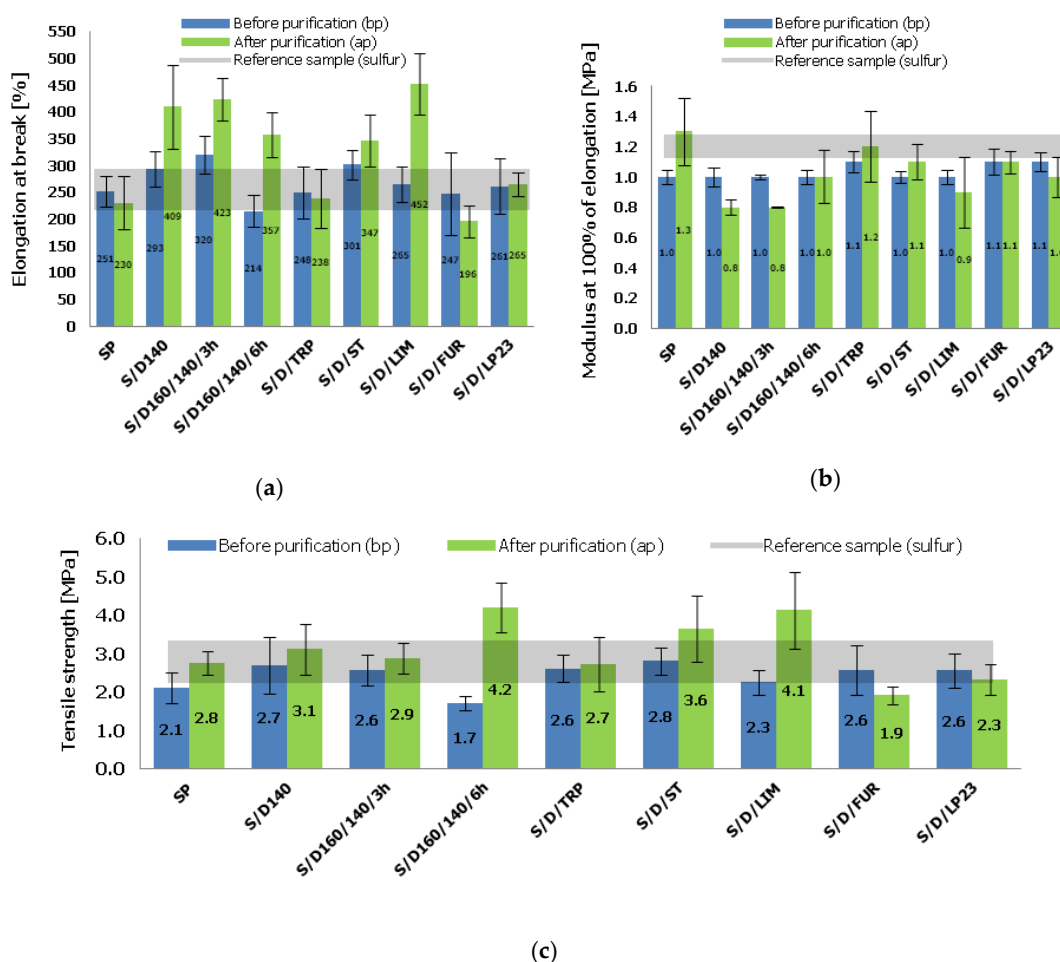 Before purification (bp)
After purification (ap)
Reference sample (sulfur)
Elongation at break [%]
550
500
450
400
350
300
250
200
150
100
50
0
251
230
293
409
320
423
214
357
248
238
301
347
265
452
247
196
261
265
SP
S/D140
S/D160/140/3h
S/D160/140/6h
S/D/TRP
S/D/ST
S/D/LIM
S/D/FUR
S/D/LP23
(a)
Before purification (bp)
After purification (ap)
Reference sample (sulfur)
Modulus at 100% of elongation [MPa]
1.8
1.6
1.4
1.2
1.0
0.8
0.6
0.4
0.2
0.0
1.0
1.3
1.0
0.8
1.0
0.8
1.0
1.0
1.1
1.2
1.0
1.1
1.0
0.9
1.1
1.1
1.1
1.0
SP
S/D140
S/D160/140/3h
S/D160/140/6h
S/D/TRP
S/D/ST
S/D/LIM
S/D/FUR
S/D/LP23
(b)
Before purification (bp)
After purification (ap)
Reference sample (sulfur)
Tensile strength [MPa]
6.0
5.0
4.0
3.0
2.0
1.0
0.0
2.1
2.8
2.7
3.1
2.6
2.9
1.7
4.2
2.6
2.7
2.8
3.6
2.3
4.1
2.6
1.9
2.6
2.3
SP
S/D140
S/D160/140/3h
S/D160/140/6h
S/D/TRP
S/D/ST
S/D/LIM
S/D/FUR
S/D/LP23
(c)